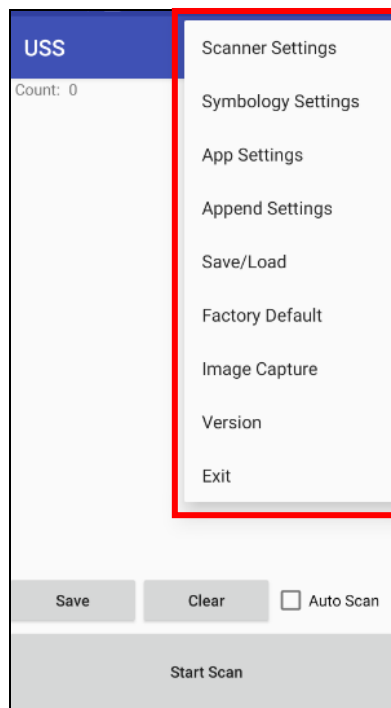 USS
Count: 0
Scanner Settings
Symbology Settings
App Settings
Append Settings
Save/Load
Factory Default
Image Capture
Version
Exit
Save Clear Auto Scan
Start Scan